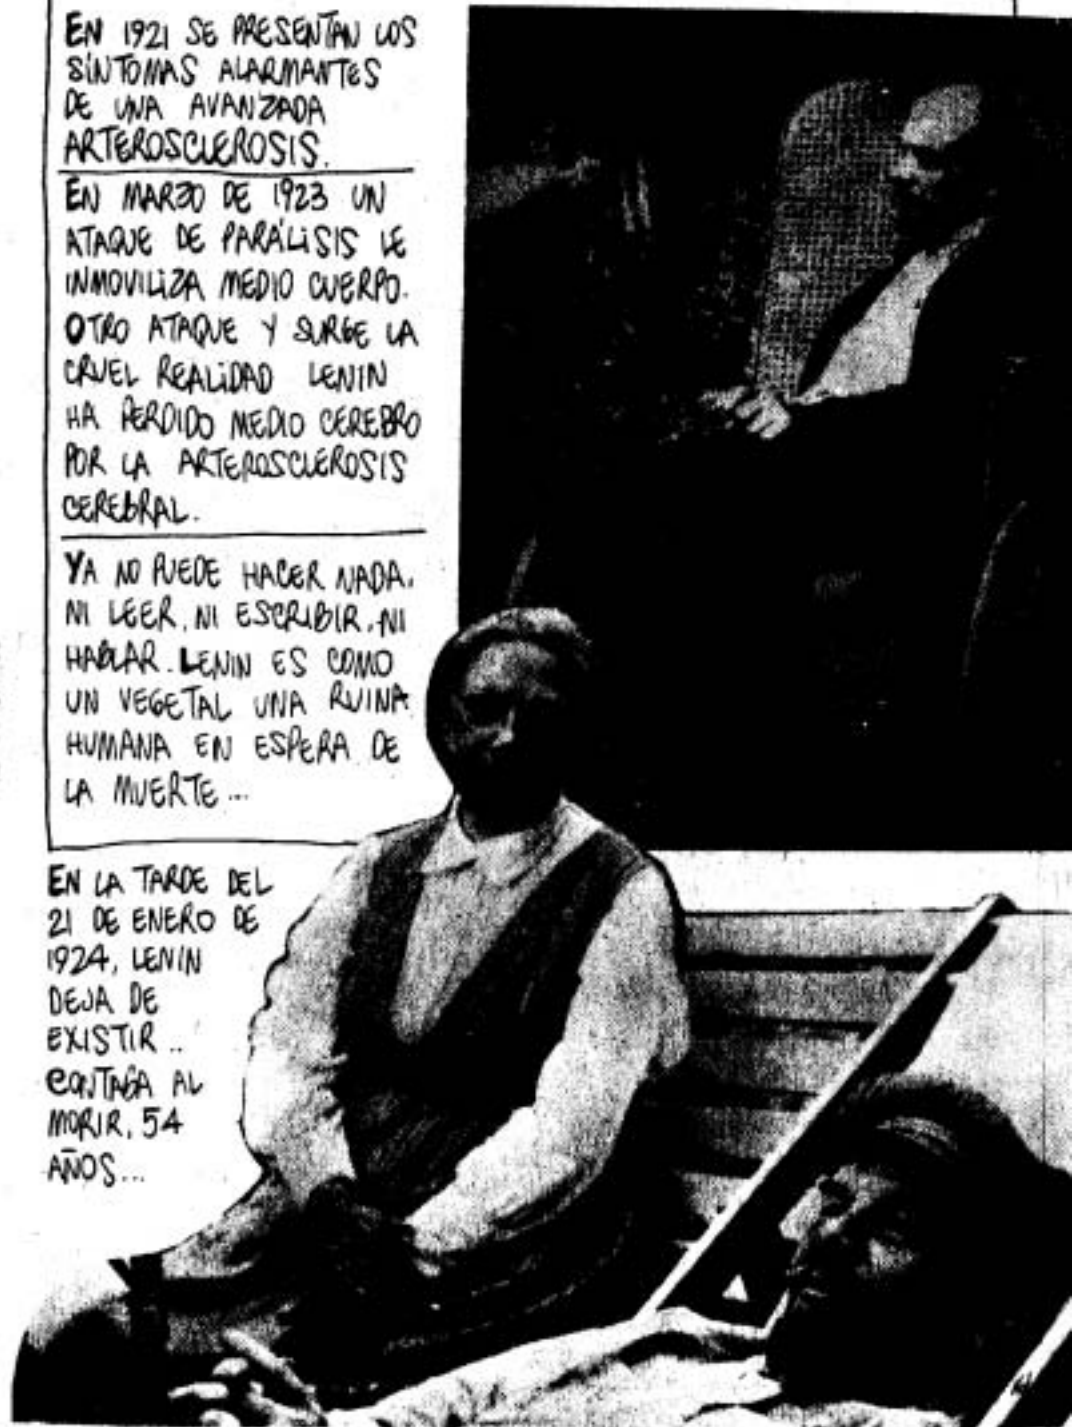 EN 1921 SE PRESENTAN LOS
SÍNTOMAS ALARMANTES
DE UNA AVANZADA
ARTEROSCLEROSIS.
EN MARZO DE 1923 UN
ATAQUE DE PARÁLISIS LE
INMOVILIZA MEDIO CUERPO.
OTRO ATAQUE Y SURGE LA
CRUEL REALIDAD LENIN
HA PERDIDO MEDIO CEREBRO
POR LA ARTEROSCLEROSIS
CEREBRAL.
YA NO PUEDE HACER NADA.
NI LEER, NI ESCRIBIR, NI
HABLAR. LENIN ES COMO
UN VEGETAL UNA RUINA
HUMANA EN ESPERA DE
LA MUERTE...
EN LA TARDE DEL
21 DE ENERO DE
1924, LENIN
DEJA DE
EXISTIR..
CONTABA AL
MORIR, 54
AÑOS...